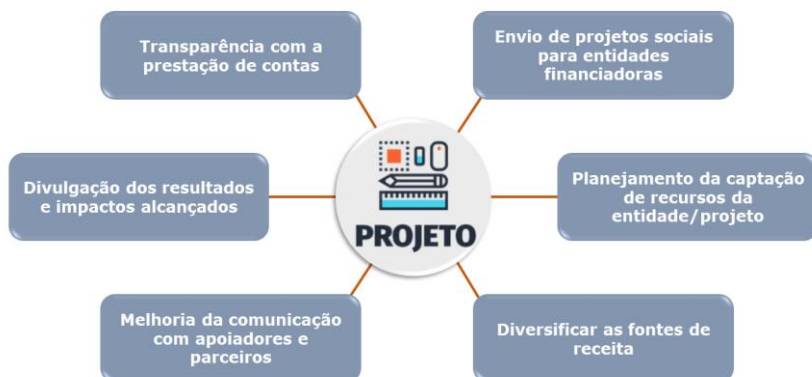 Transparência com a
prestação de contas
Envio de projetos sociais
para entidades
financiadoras
Divulgação dos resultados
e impactos alcançados
PROJETO
Planejamento da captação
de recursos da
entidade/projeto
Melhoria da comunicação
com apoiadores e
parceiros
Diversificar as fontes de
receita